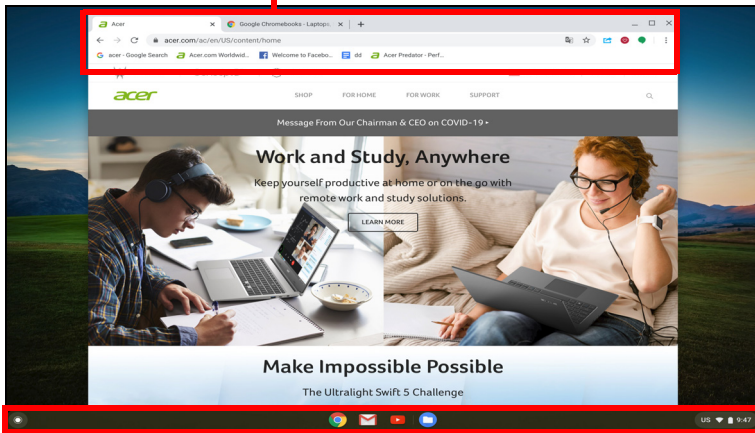 Acer
Google Chromebooks - Laptops,
acer.com/ac/en/US/content/home
acer - Google Search Acer.com Worldwid... Welcome to Facebo... dd Acer Predator - Perf...
acer SHOP FOR HOME FOR WORK SUPPORT
Message From Our Chairman & CEO on COVID-19
Work and Study, Anywhere
Keep yourself productive at home or on the go with
remote work and study solutions.
LEARN MORE
Make Impossible Possible
The Ultralight Swift 5 Challenge
US 9:47